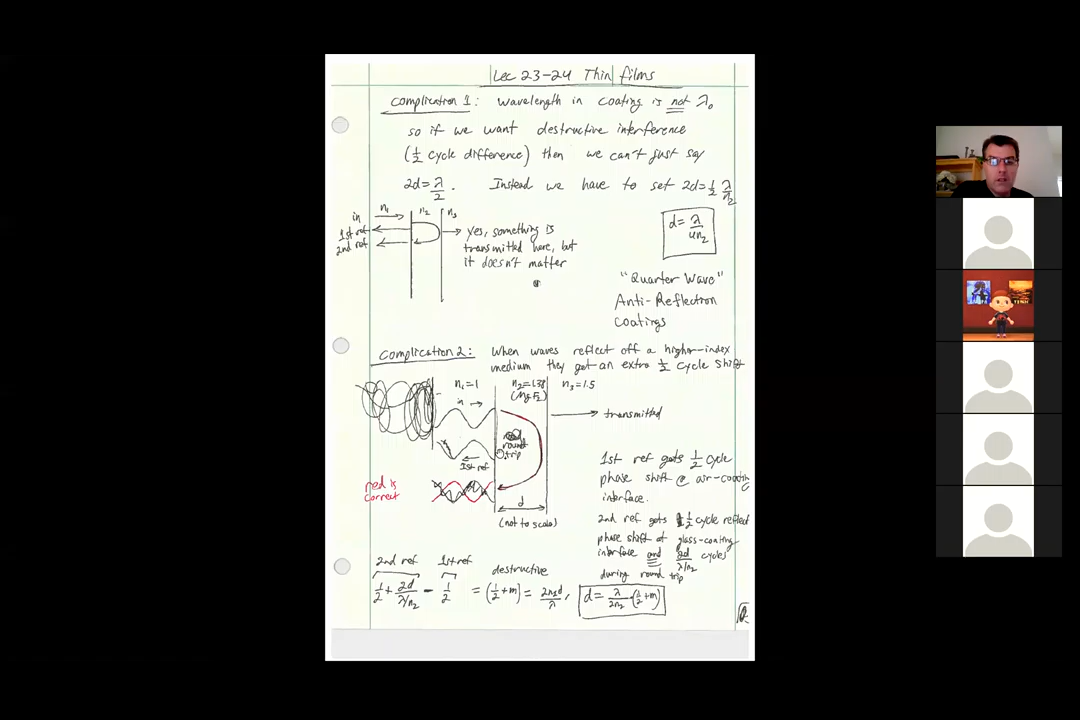 Lec 23-24 Thin films
Complication 1: wavelength in coating is not λ₀
so if we want destructive interference
(½ cycle difference) then we can't just say
2d=λ/2. Instead we have to set 2d=½ λ/n₂
n₁ n₂ n₃
in
1st ref
2nd ref
yes, something is
transmitted here, but
it doesn't matter
d=λ/4n₂
"Quarter Wave"
Anti-Reflection
Coatings
Complication 2: When waves reflect off a higher-index
medium they get an extra ½ cycle shift
n₁=1 n₂=1.38 n₃=1.5
(MgF₂)
in
transmitted
round
trip
1st ref
red is
correct
d
(not to scale)
1st ref gets ½ cycle
phase shift @ air-coating
interface.
2nd ref gets ½ cycle reflect
phase shift at glass-coating
interface and 2d/(λ/n₂) cycles
during round trip
2nd ref 1st ref destructive
½ + 2d/(λ/n₂) - ½ = (½+m) = 2n₂d/λ, d= λ/2n₂ (½+m)